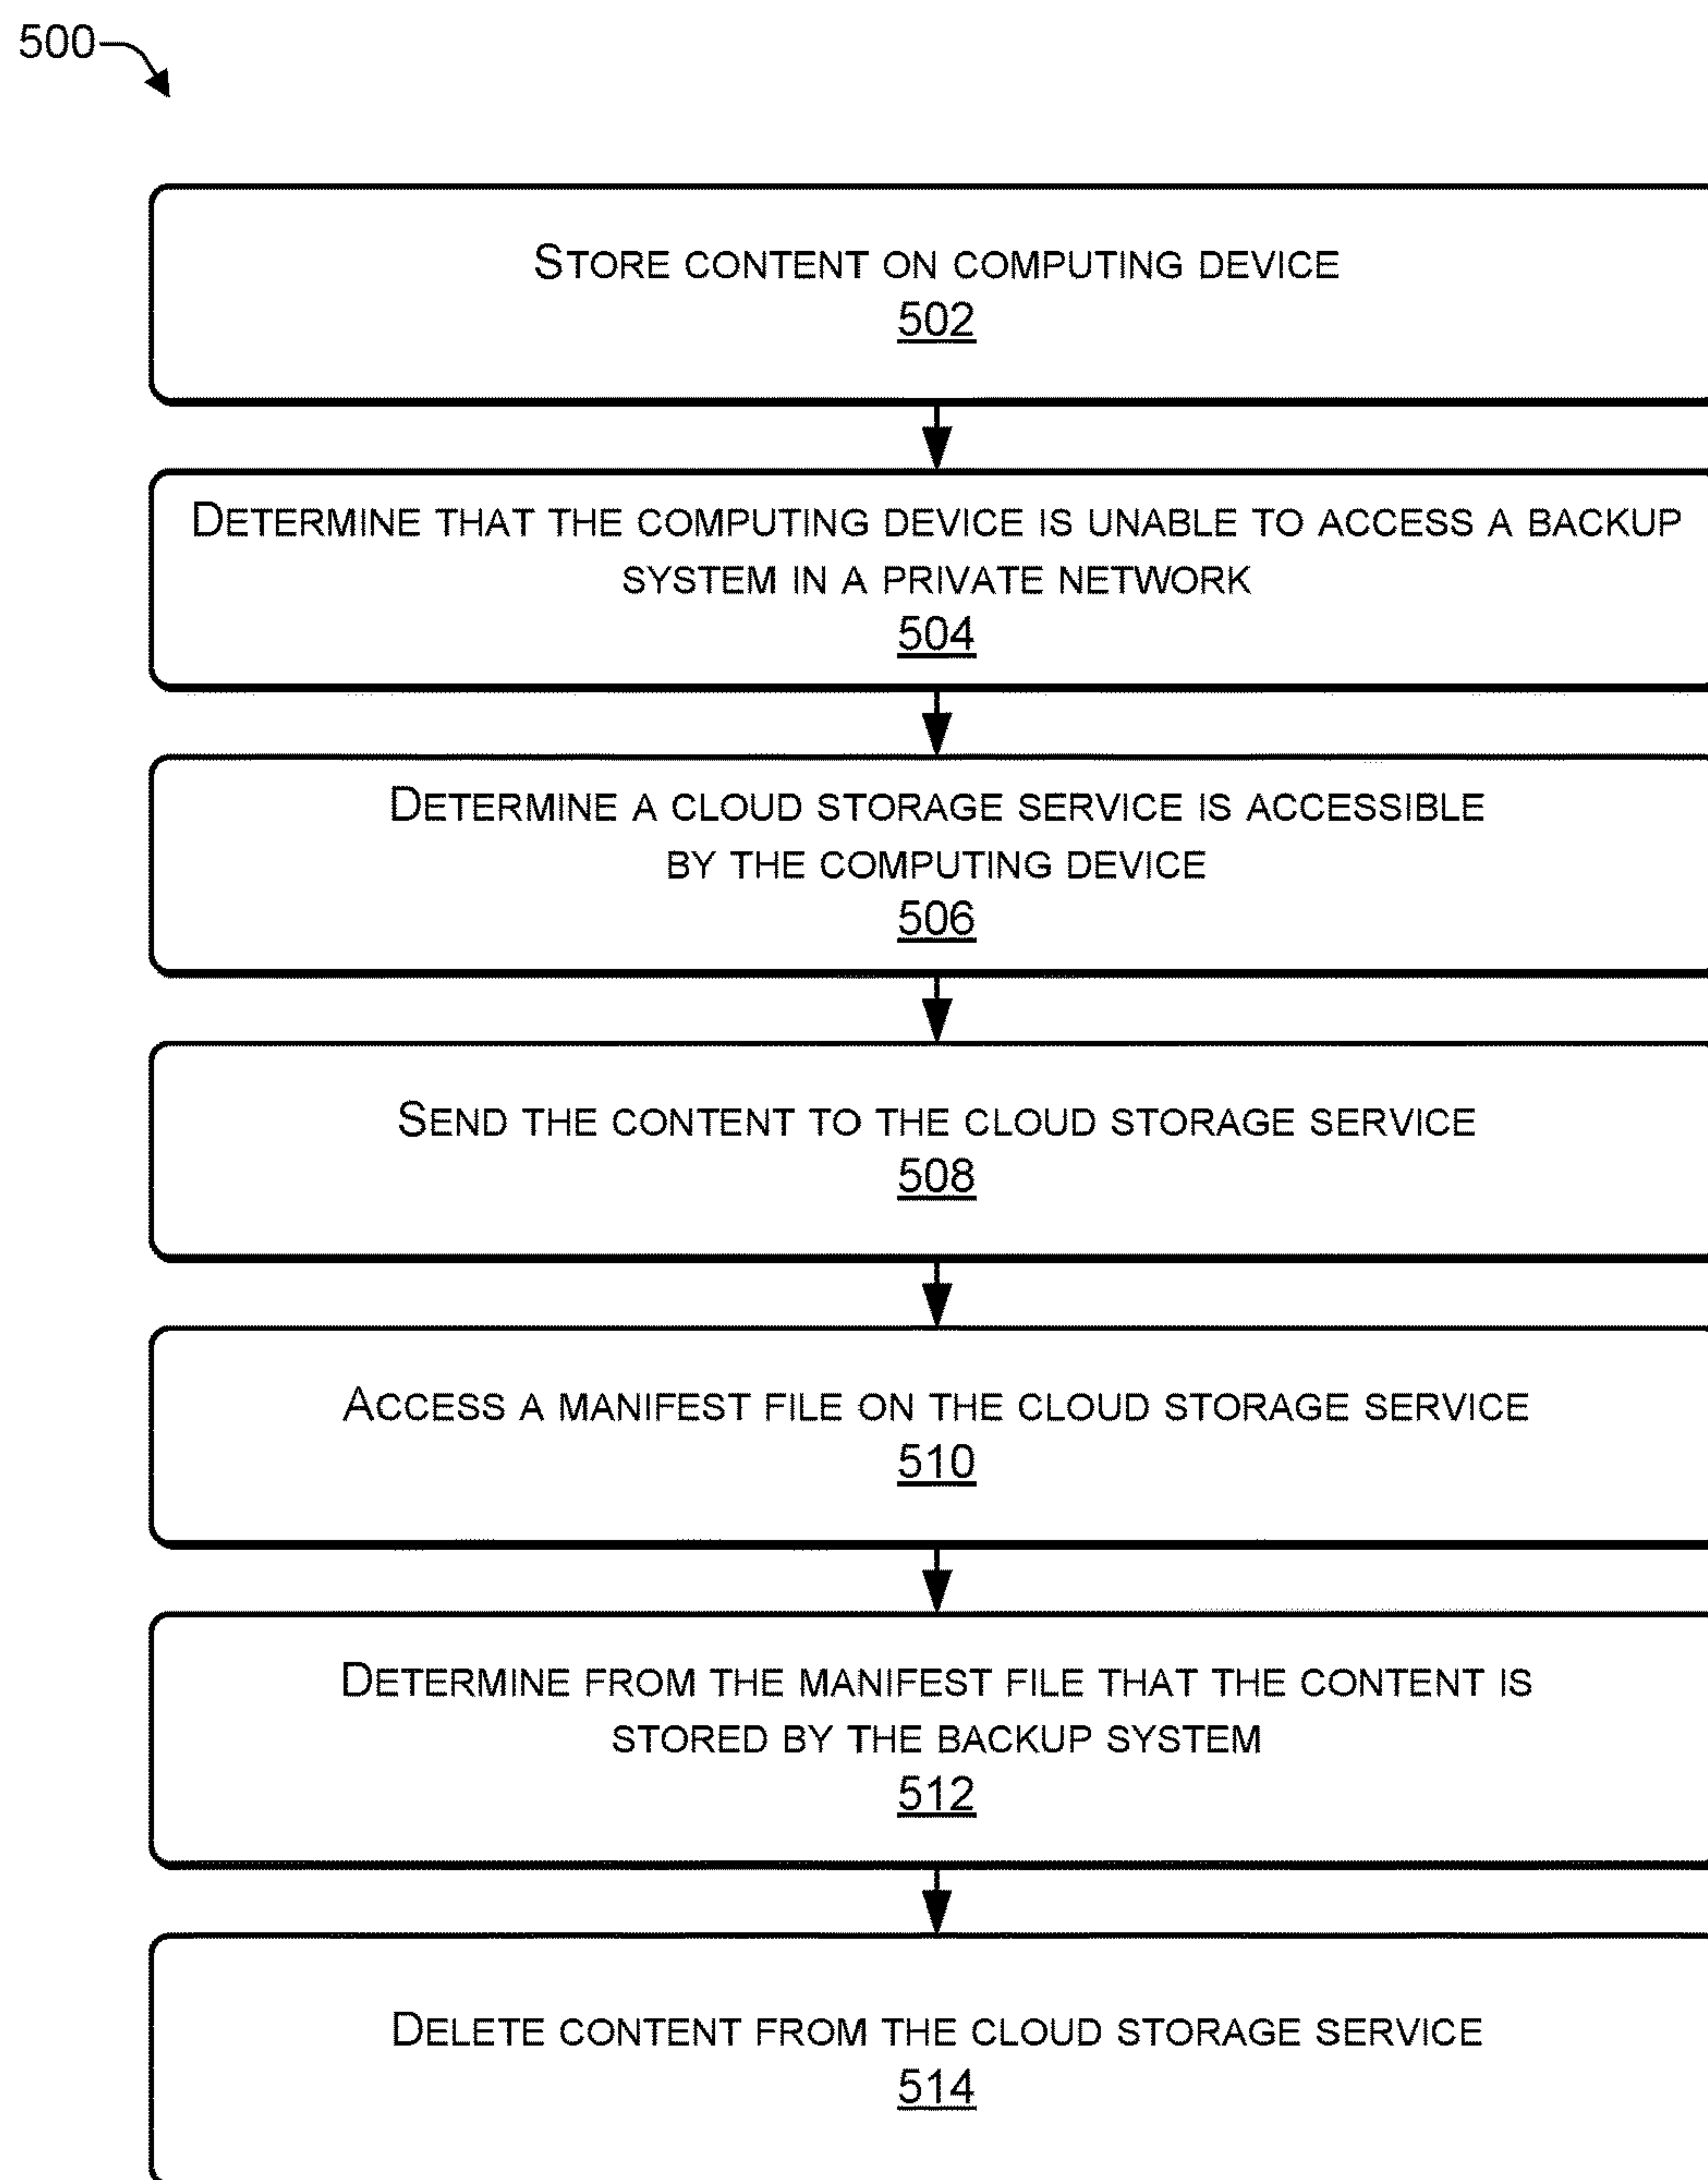 500
STORE CONTENT ON COMPUTING DEVICE
502
DETERMINE THAT THE COMPUTING DEVICE IS UNABLE TO ACCESS A BACKUP
SYSTEM IN A PRIVATE NETWORK
504
DETERMINE A CLOUD STORAGE SERVICE IS ACCESSIBLE
BY THE COMPUTING DEVICE
506
SEND THE CONTENT TO THE CLOUD STORAGE SERVICE
508
ACCESS A MANIFEST FILE ON THE CLOUD STORAGE SERVICE
510
DETERMINE FROM THE MANIFEST FILE THAT THE CONTENT IS
STORED BY THE BACKUP SYSTEM
512
DELETE CONTENT FROM THE CLOUD STORAGE SERVICE
514